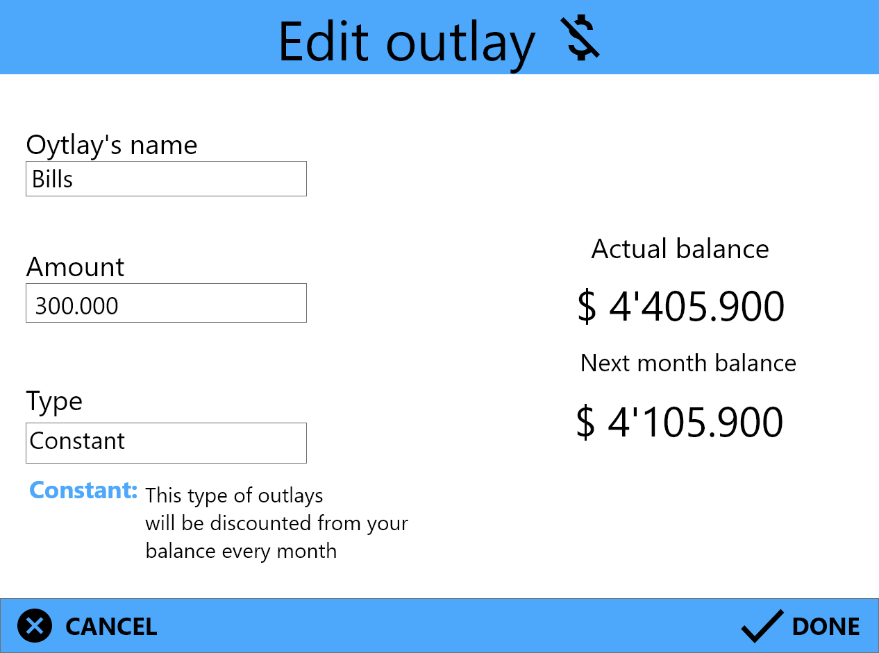 Edit outlay
Oytlay's name
Bills
Amount
300.000
Type
Constant
Constant: This type of outlays
will be discounted from your
balance every month
Actual balance
$ 4'405.900
Next month balance
$ 4'105.900
CANCEL
DONE